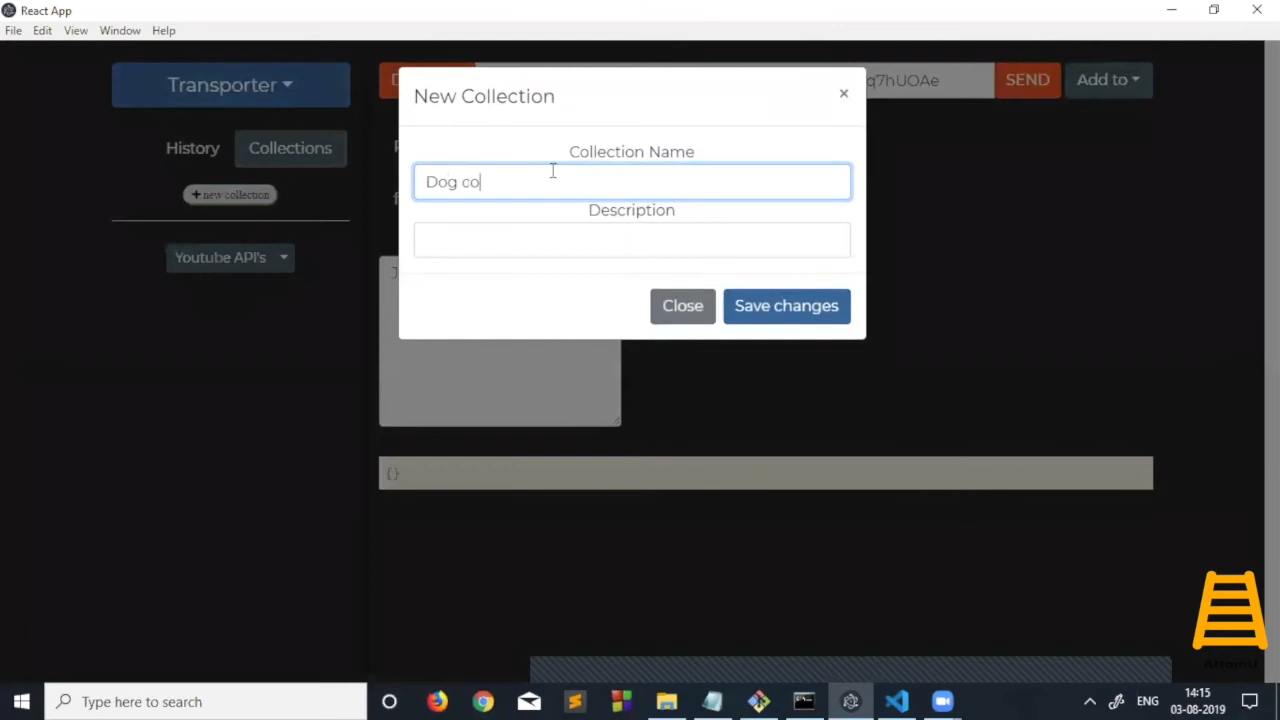 React App
File Edit View Window Help
Transporter
q7hUOAe SEND Add to
New Collection ×
History Collections
Collection Name
+ new collection
Dog co
Description
Youtube API's
Close Save changes
{}
Type here to search
ENG
14:15
03-08-2019